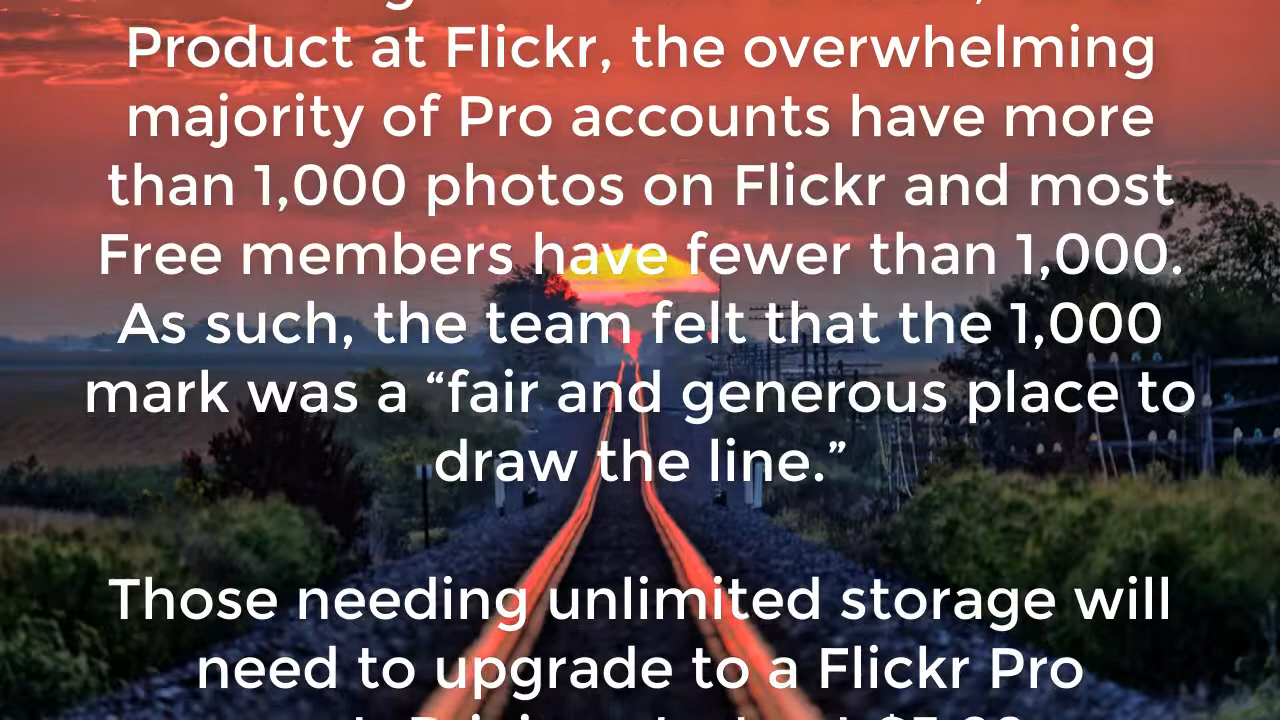 Product at Flickr, the overwhelming
majority of Pro accounts have more
than 1,000 photos on Flickr and most
Free members have fewer than 1,000.
As such, the team felt that the 1,000
mark was a “fair and generous place to
draw the line.”
Those needing unlimited storage will
need to upgrade to a Flickr Pro